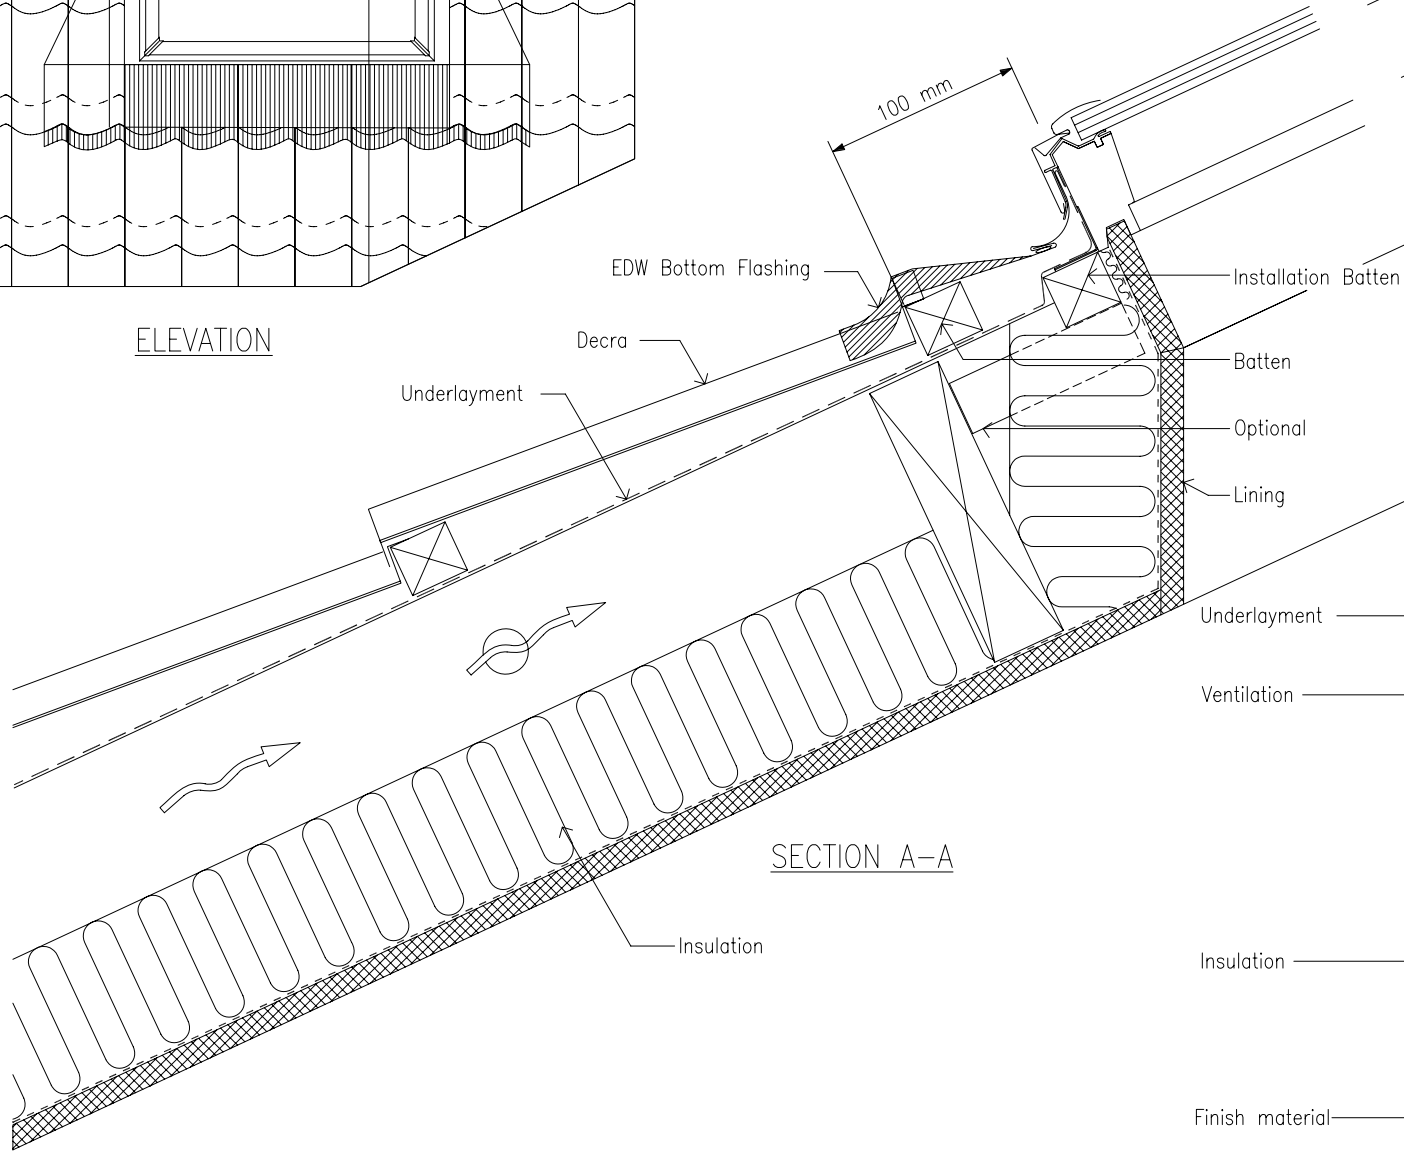 100 mm
EDW Bottom Flashing
Installation Batten
ELEVATION
Decra
Batten
Underlayment
Optional
Lining
Underlayment
Ventilation
SECTION A-A
Insulation
Insulation
Finish material